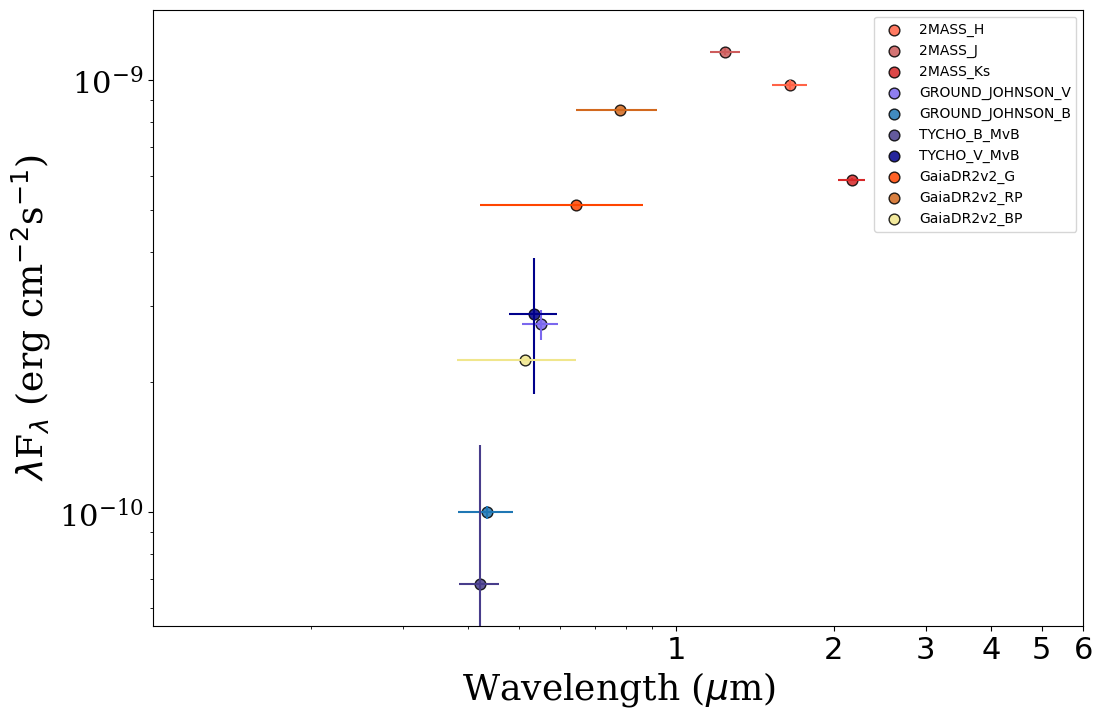 2MASS_H
2MASS_J
2MASS_Ks
GROUND_JOHNSON_V
GROUND_JOHNSON_B
TYCHO_B_MvB
TYCHO_V_MvB
GaiaDR2v2_G
GaiaDR2v2_RP
GaiaDR2v2_BP
10⁻⁹
10⁻¹⁰
λF_λ (erg cm⁻²s⁻¹)
1 2 3 4 5 6
Wavelength (μm)